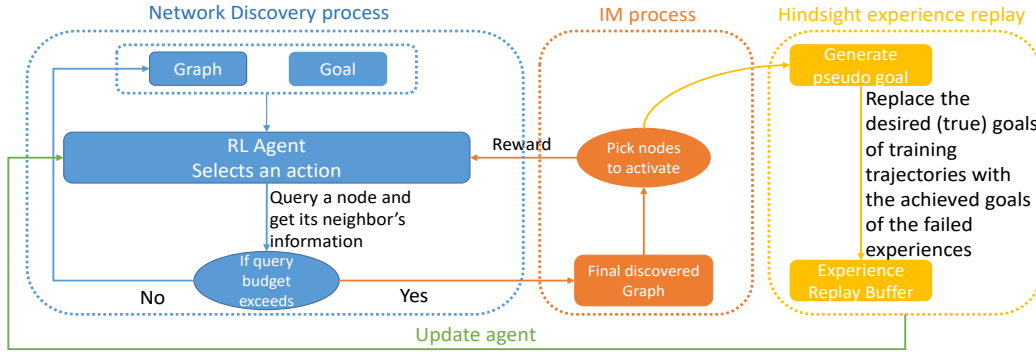 Network Discovery process
IM process
Hindsight experience replay
Graph
Goal
Generate
pseudo goal
RL Agent
Selects an action
Reward
Pick nodes
to activate
Replace the
desired (true) goals
of training
trajectories with
the achieved goals
of the failed
experiences
Query a node and
get its neighbor's
information
If query
budget
exceeds
Final discovered
Graph
Experience
Replay Buffer
No
Yes
Update agent